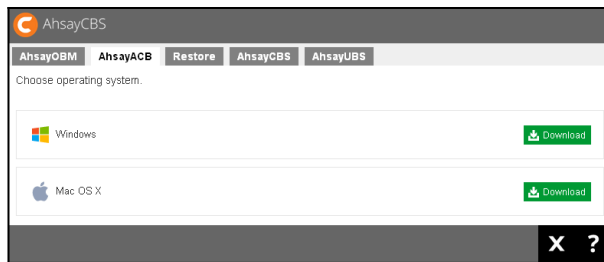 AhsayCBS
AhsayOBM AhsayACB Restore AhsayCBS AhsayUBS
Choose operating system.
Windows Download
Mac OS X Download
X ?